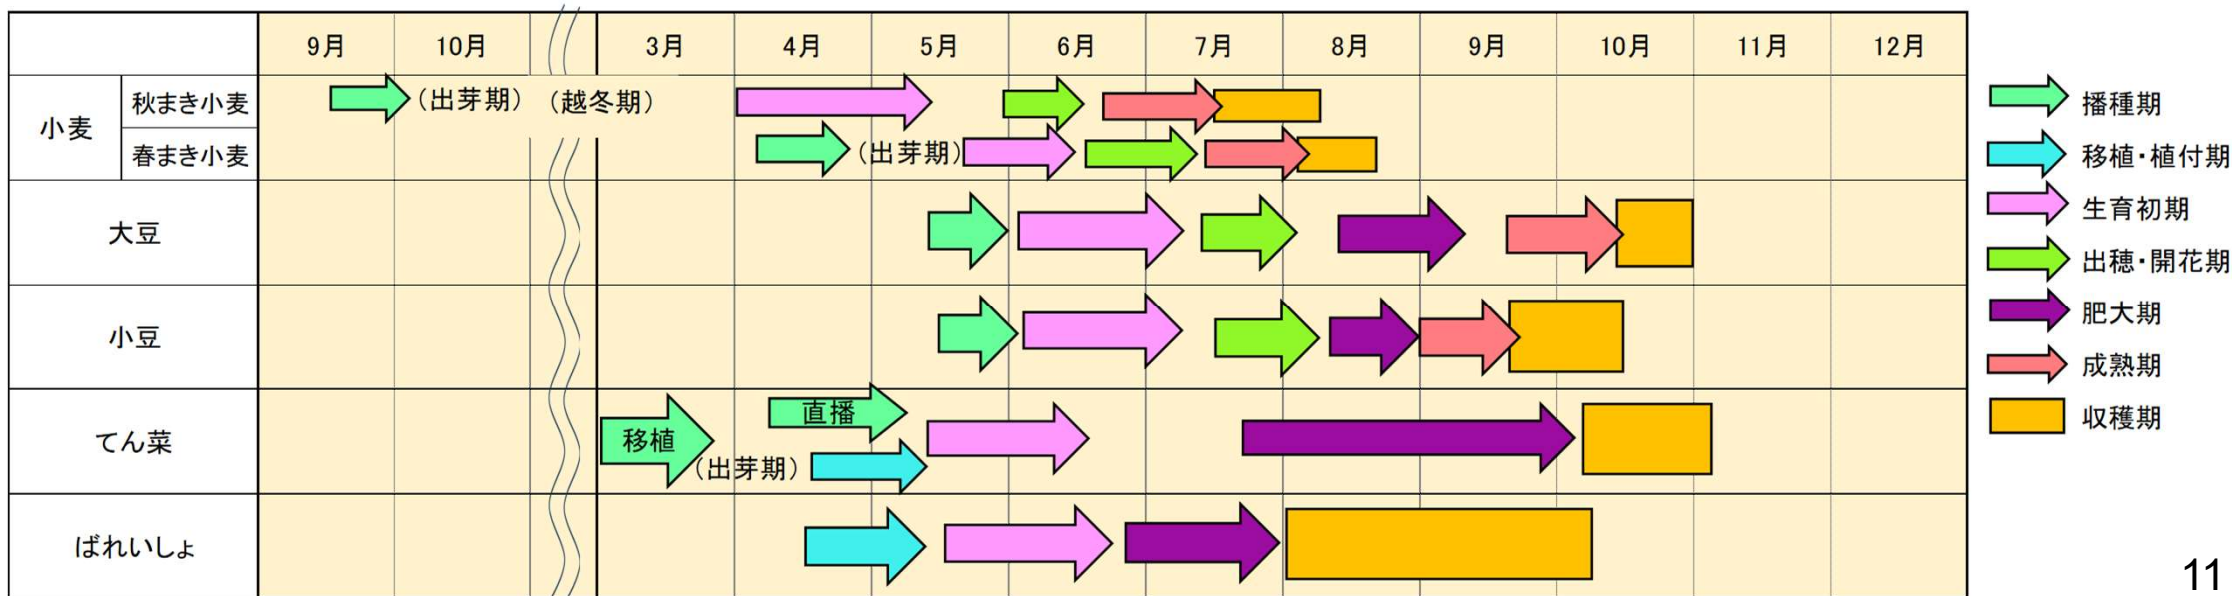 9月 10月 3月 4月 5月 6月 7月 8月 9月 10月 11月 12月
小麦
秋まき小麦 （出芽期） （越冬期）
春まき小麦 （出芽期）
大豆
小豆
てん菜
移植
直播
（出芽期）
ばれいしょ
播種期
移植・植付期
生育初期
出穂・開花期
肥大期
成熟期
収穫期
11